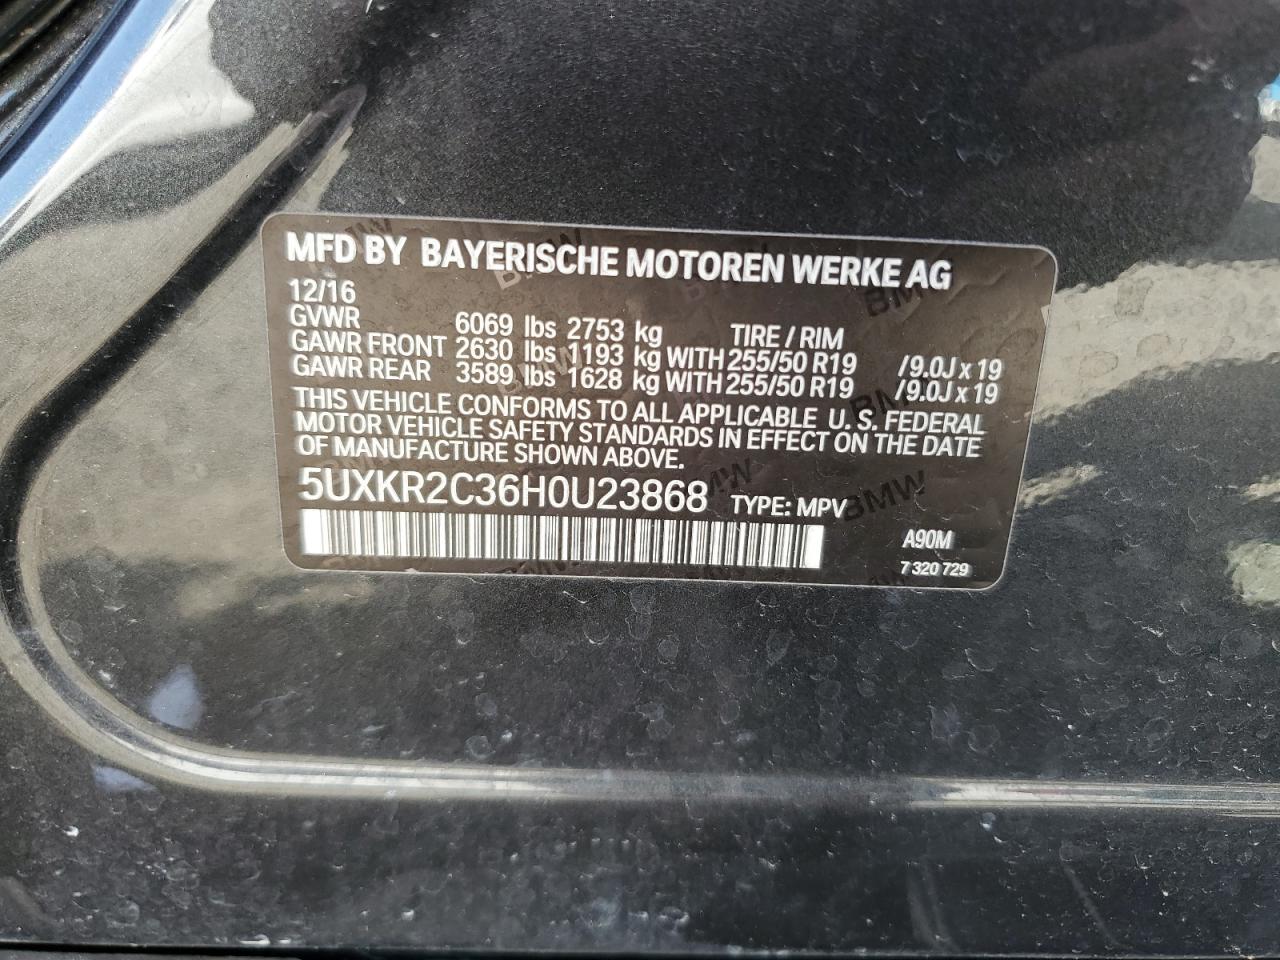 MFD BY BAYERISCHE MOTOREN WERKE AG
12/16
GVWR 6069 lbs 2753 kg TIRE / RIM
GAWR FRONT 2630 lbs 1193 kg WITH 255/50 R19 /9.0J x 19
GAWR REAR 3589 lbs 1628 kg WITH 255/50 R19 /9.0J x 19
THIS VEHICLE CONFORMS TO ALL APPLICABLE U. S. FEDERAL
MOTOR VEHICLE SAFETY STANDARDS IN EFFECT ON THE DATE
OF MANUFACTURE SHOWN ABOVE.
5UXKR2C36H0U23868 TYPE: MPV
A90M
7 320 729